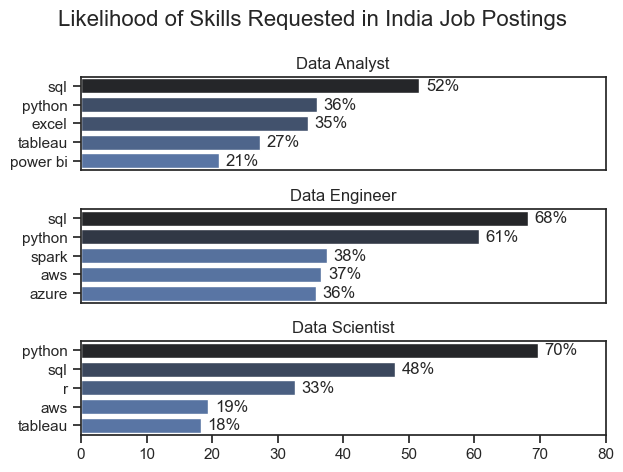 Likelihood of Skills Requested in India Job Postings
Data Analyst
sql 52%
python 36%
excel 35%
tableau 27%
power bi 21%
Data Engineer
sql 68%
python 61%
spark 38%
aws 37%
azure 36%
Data Scientist
python 70%
sql 48%
r 33%
aws 19%
tableau 18%
0 10 20 30 40 50 60 70 80